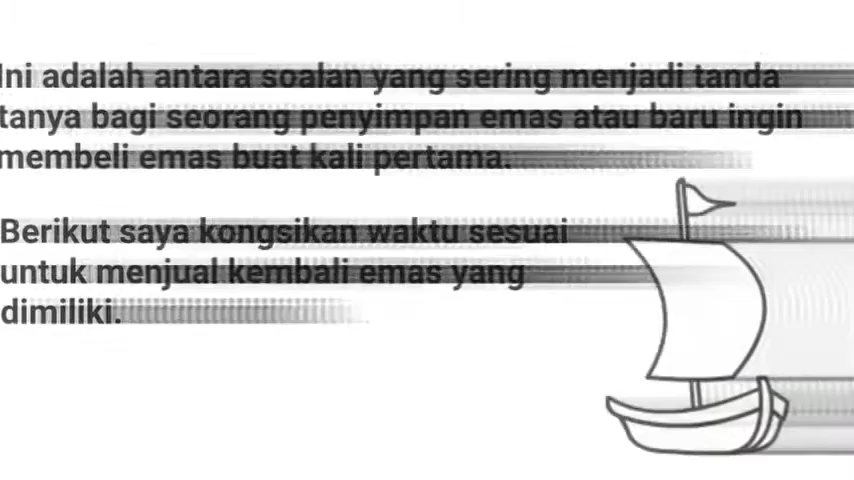 Ini adalah antara soalan yang sering menjadi tanda
tanya bagi seorang penyimpan emas atau baru ingin
membeli emas buat kali pertama.
Berikut saya kongsikan waktu sesuai
untuk menjual kembali emas yang
dimiliki.